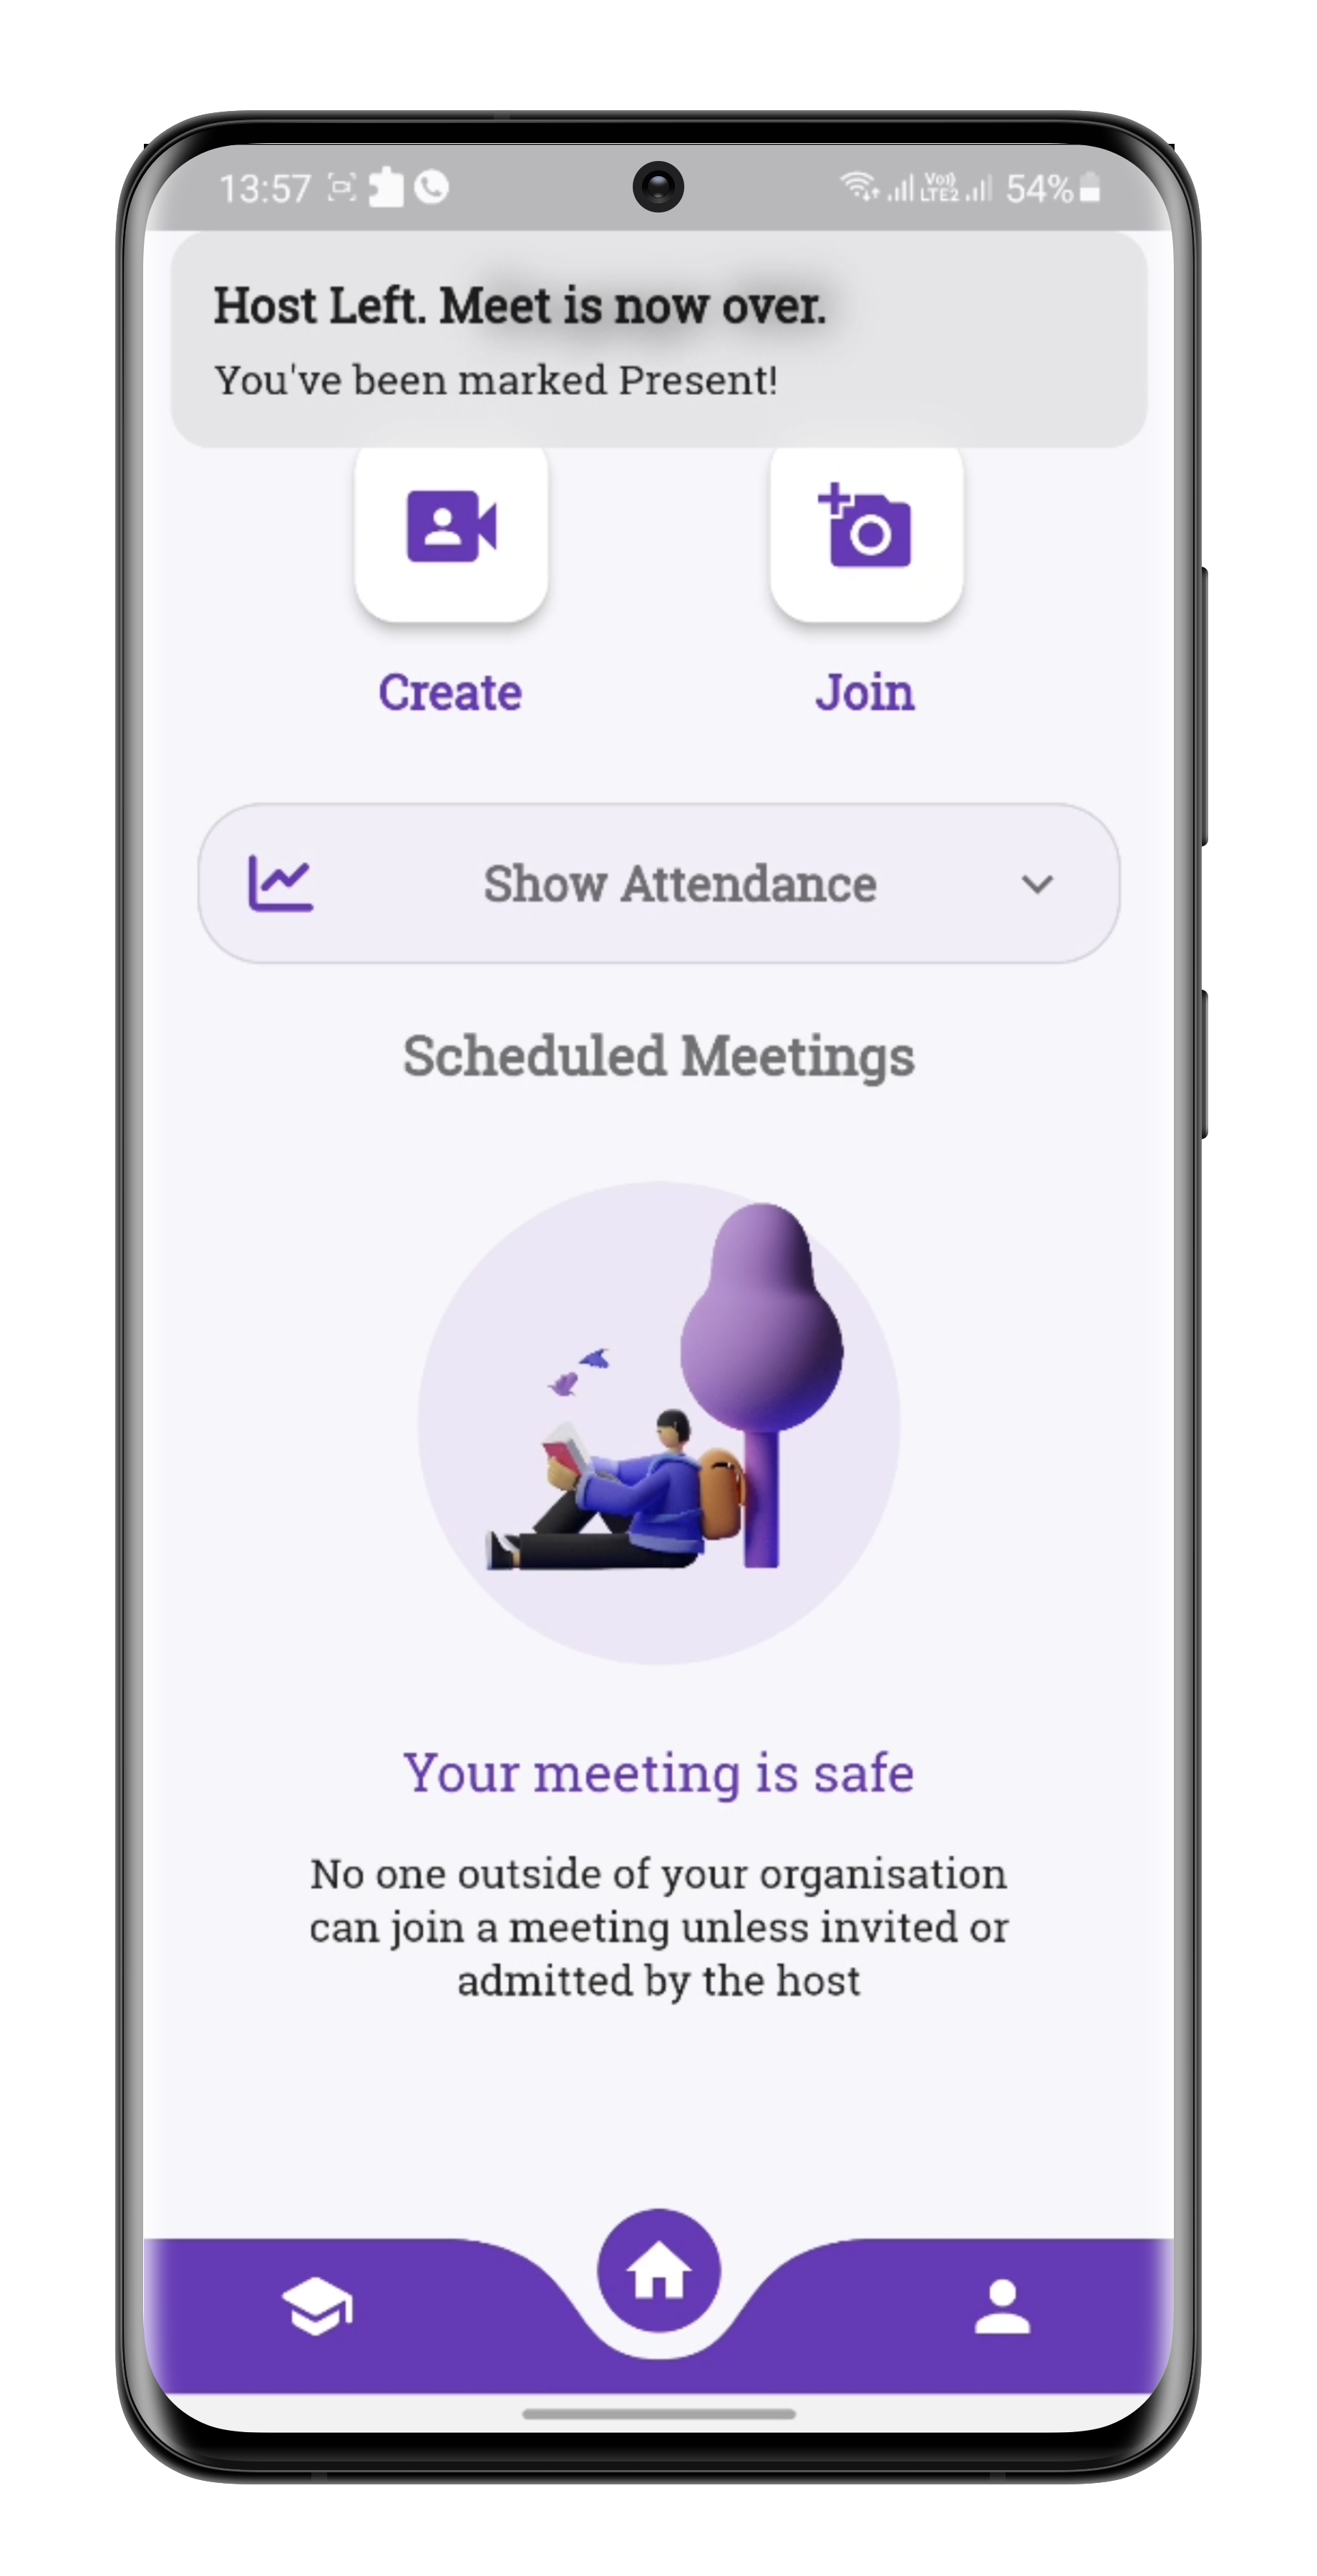 13:57 Vo)) LTE2 54%
Host Left. Meet is now over.
You've been marked Present!
Create Join
Show Attendance
Scheduled Meetings
Your meeting is safe
No one outside of your organisation
can join a meeting unless invited or
admitted by the host